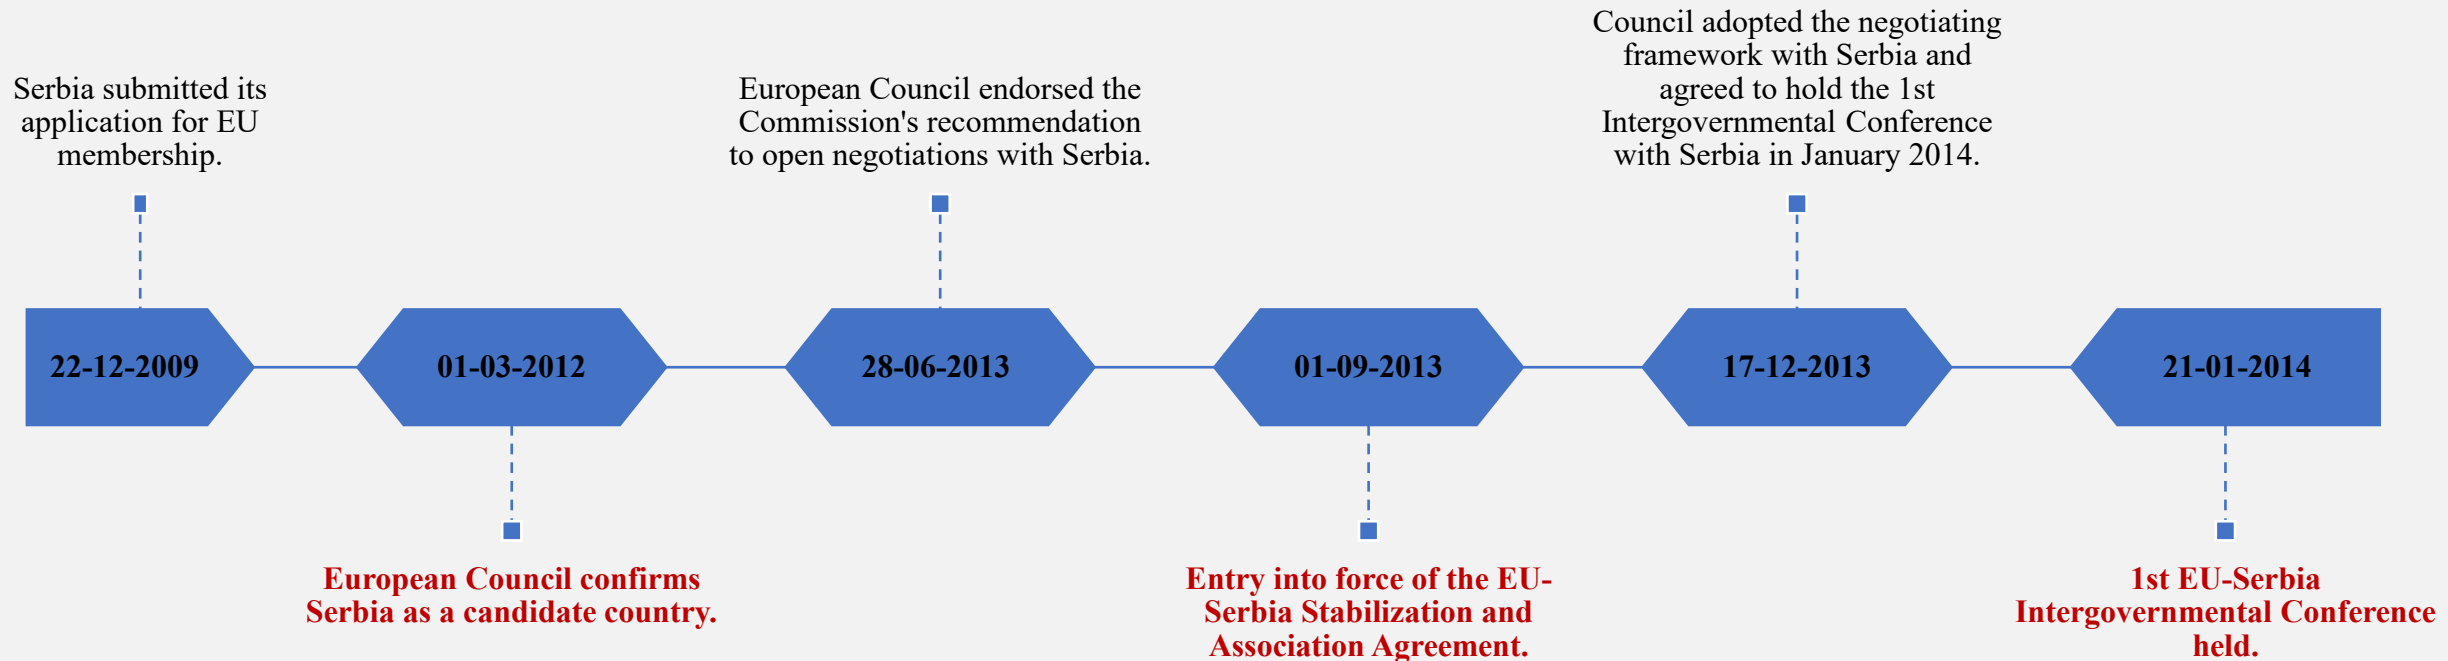 Serbia submitted its
application for EU
membership.
European Council endorsed the
Commission's recommendation
to open negotiations with Serbia.
Council adopted the negotiating
framework with Serbia and
agreed to hold the 1st
Intergovernmental Conference
with Serbia in January 2014.
22-12-2009
01-03-2012
28-06-2013
01-09-2013
17-12-2013
21-01-2014
European Council confirms
Serbia as a candidate country.
Entry into force of the EU-
Serbia Stabilization and
Association Agreement.
1st EU-Serbia
Intergovernmental Conference
held.